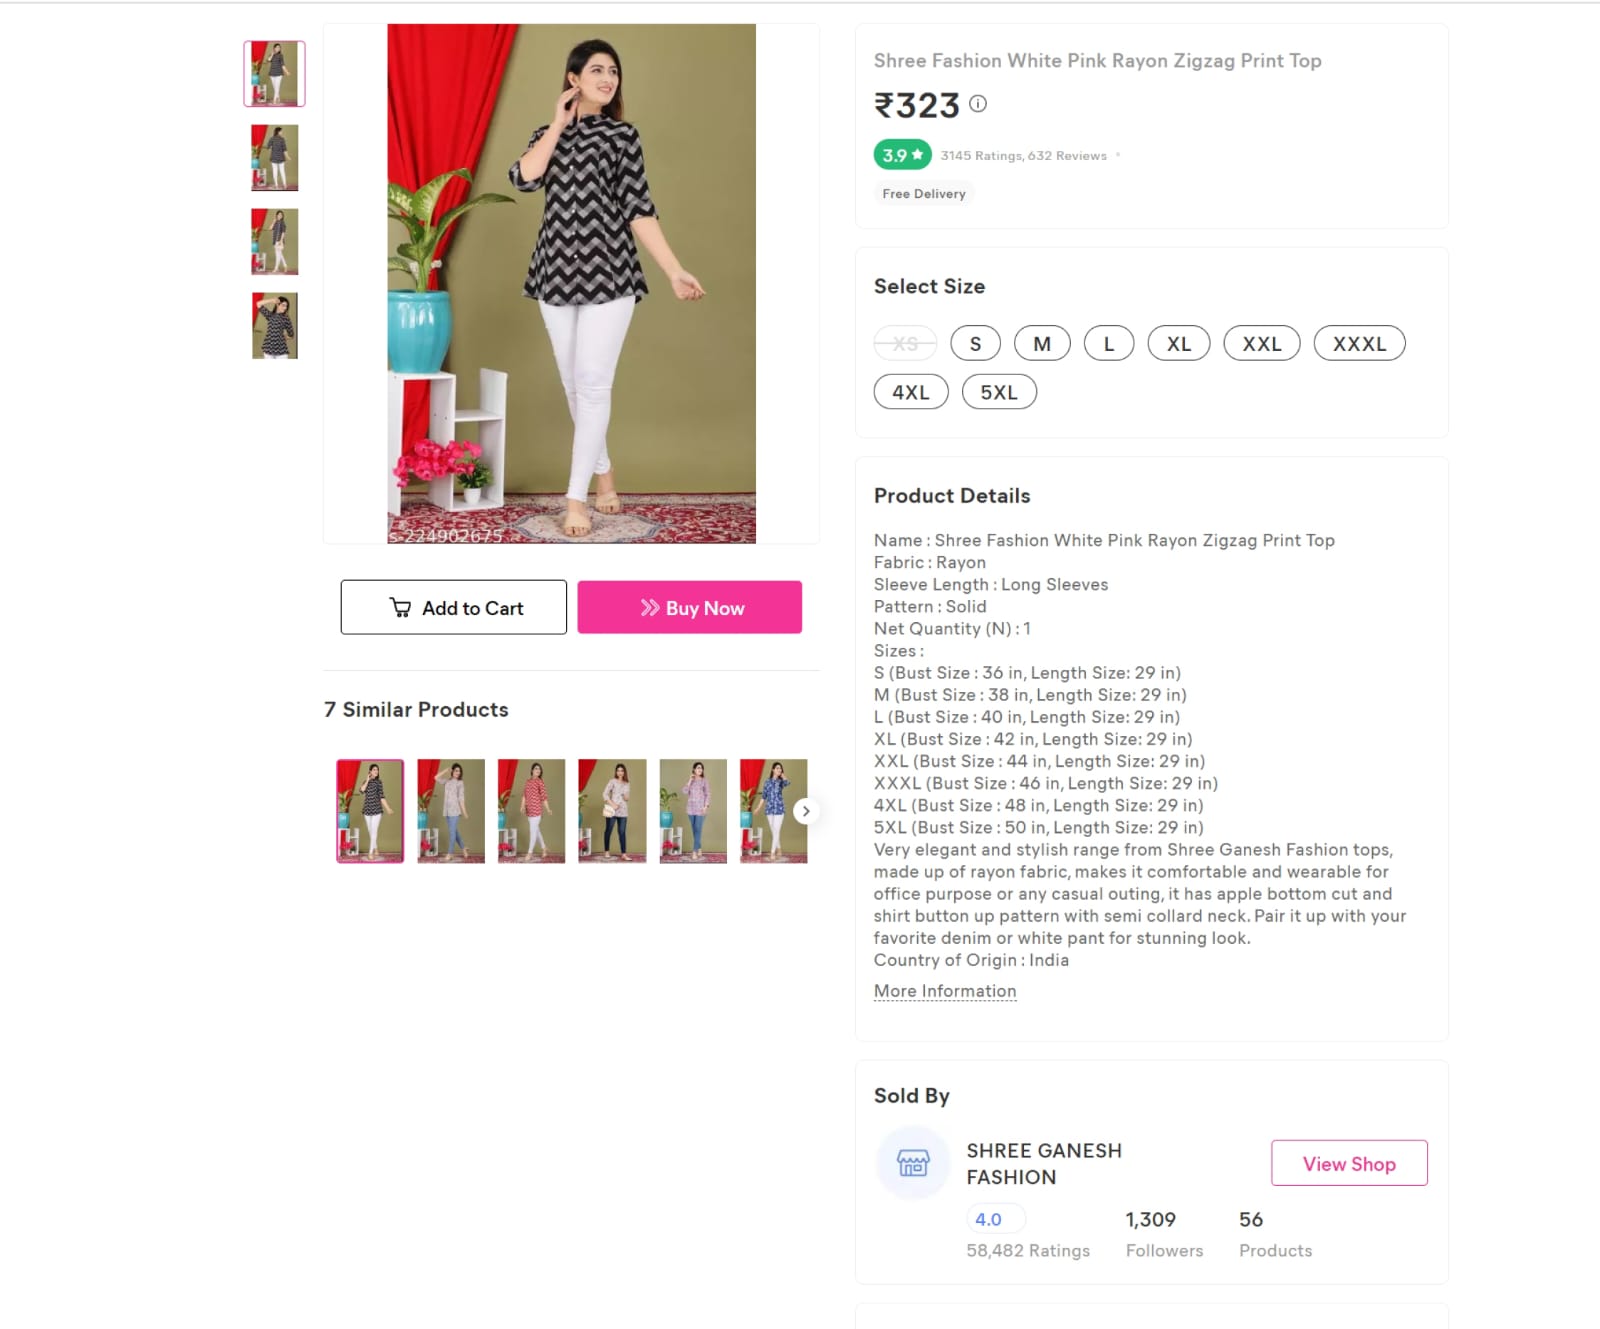 Shree Fashion White Pink Rayon Zigzag Print Top
₹323
3.9 ★ 3145 Ratings, 632 Reviews
Free Delivery
Select Size
XS S M L XL XXL XXXL
4XL 5XL
Product Details
Name : Shree Fashion White Pink Rayon Zigzag Print Top
Fabric : Rayon
Sleeve Length : Long Sleeves
Pattern : Solid
Net Quantity (N) : 1
Sizes :
S (Bust Size : 36 in, Length Size: 29 in)
M (Bust Size : 38 in, Length Size: 29 in)
L (Bust Size : 40 in, Length Size: 29 in)
XL (Bust Size : 42 in, Length Size: 29 in)
XXL (Bust Size : 44 in, Length Size: 29 in)
XXXL (Bust Size : 46 in, Length Size: 29 in)
4XL (Bust Size : 48 in, Length Size: 29 in)
5XL (Bust Size : 50 in, Length Size: 29 in)
Very elegant and stylish range from Shree Ganesh Fashion tops,
made up of rayon fabric, makes it comfortable and wearable for
office purpose or any casual outing, it has apple bottom cut and
shirt button up pattern with semi collard neck. Pair it up with your
favorite denim or white pant for stunning look.
Country of Origin : India
More Information
Sold By
SHREE GANESH
FASHION
View Shop
4.0 1,309 56
58,482 Ratings Followers Products
s-224902675
Add to Cart
Buy Now
7 Similar Products